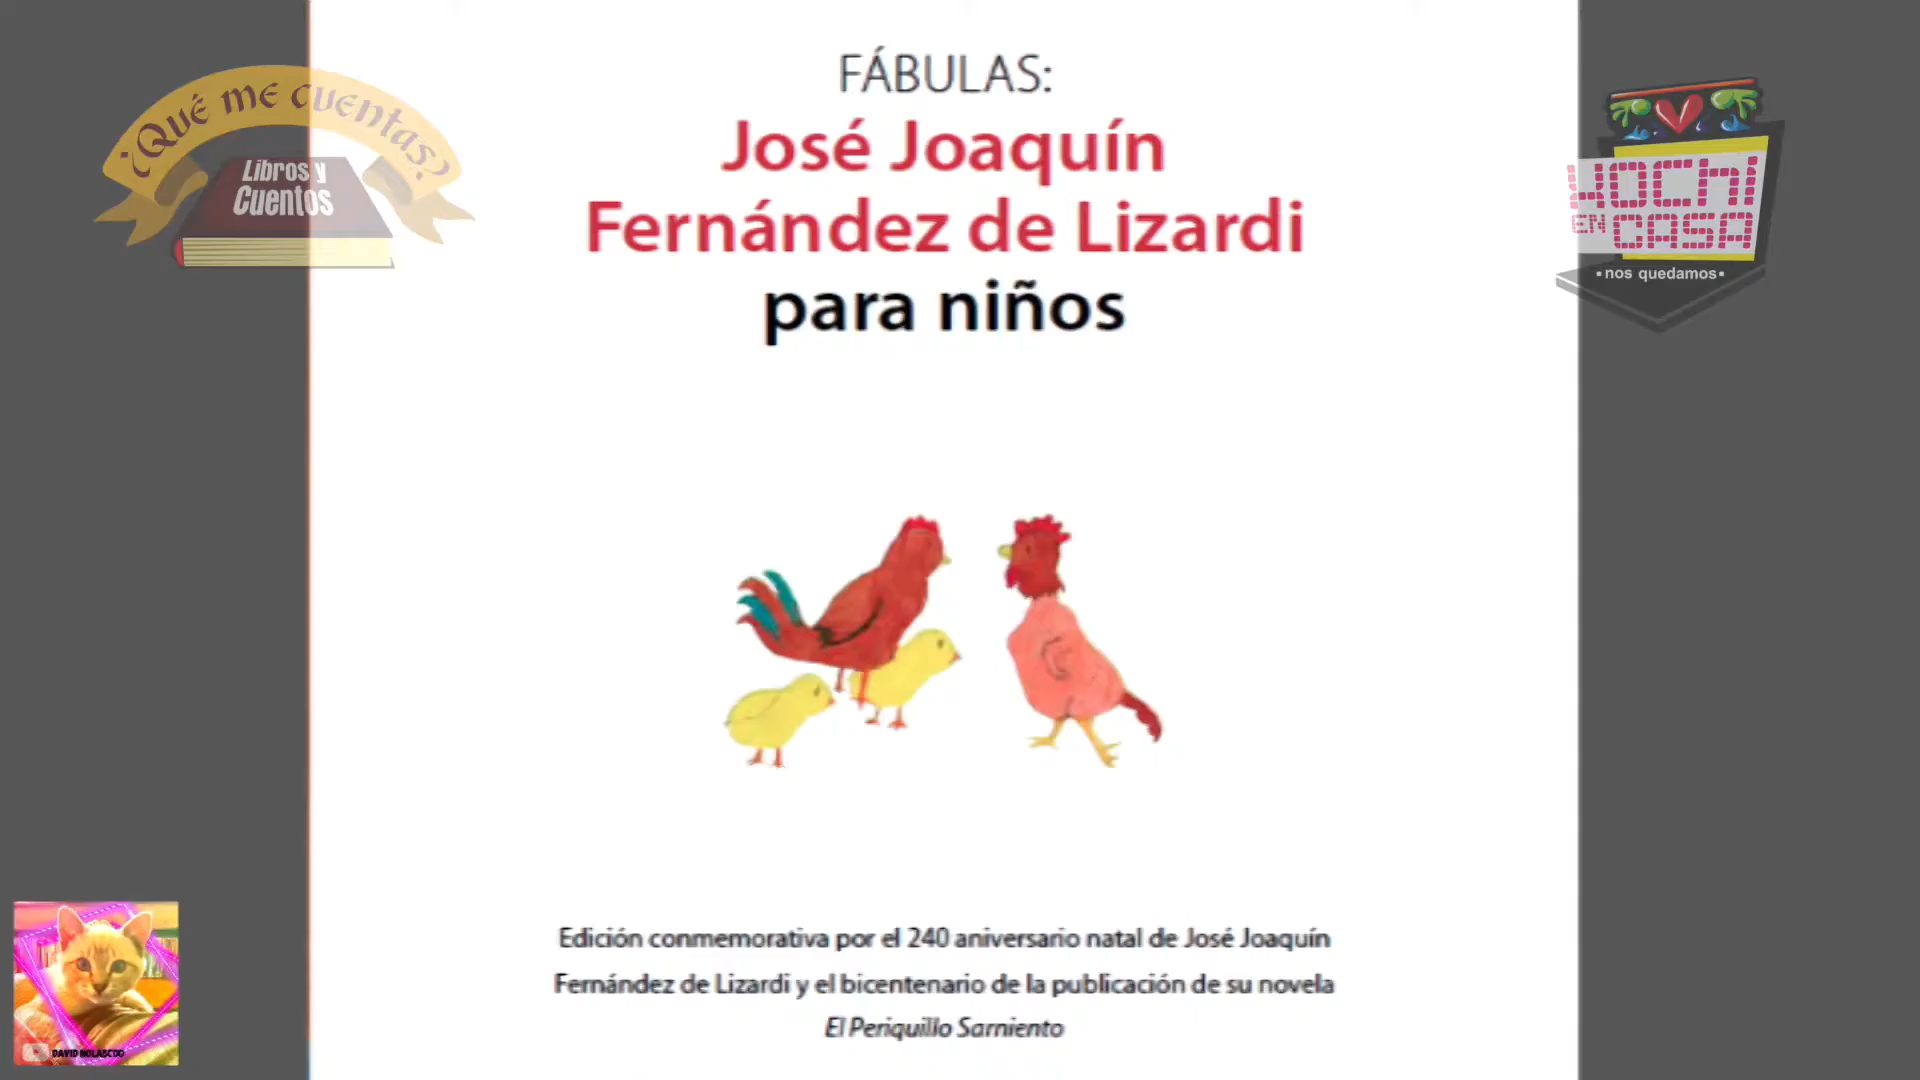 ¿Qué me cuentas?
Libros y
Cuentos
FÁBULAS:
José Joaquín
Fernández de Lizardi
para niños
XOCHI
EN CASA
•nos quedamos•
Edición conmemorativa por el 240 aniversario natal de José Joaquín
Fernández de Lizardi y el bicentenario de la publicación de su novela
El Periquillo Sarniento
DAVID NOLASCOO